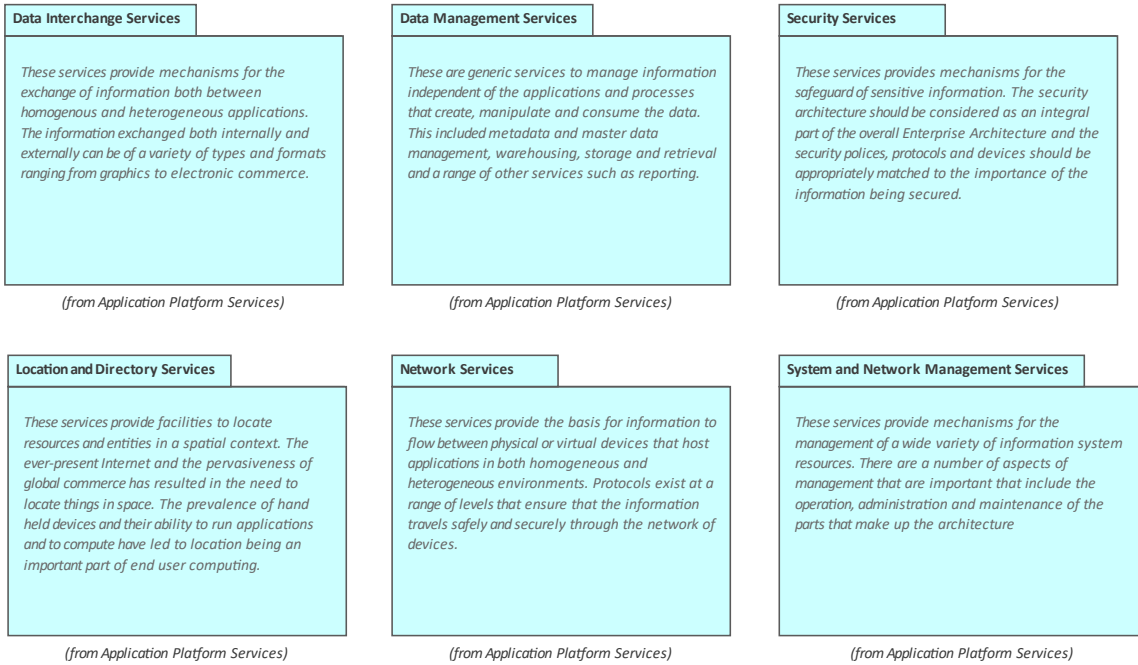 Data Interchange Services
These services provide mechanisms for the
exchange of information both between
homogenous and heterogeneous applications.
The information exchanged both internally and
externally can be of a variety of types and formats
ranging from graphics to electronic commerce.
(from Application Platform Services)
Data Management Services
These are generic services to manage information
independent of the applications and processes
that create, manipulate and consume the data.
This included metadata and master data
management, warehousing, storage and retrieval
and a range of other services such as reporting.
(from Application Platform Services)
Security Services
These services provides mechanisms for the
safeguard of sensitive information. The security
architecture should be considered as an integral
part of the overall Enterprise Architecture and the
security polices, protocols and devices should be
appropriately matched to the importance of the
information being secured.
(from Application Platform Services)
Location and Directory Services
These services provide facilities to locate
resources and entities in a spatial context. The
ever-present Internet and the pervasiveness of
global commerce has resulted in the need to
locate things in space. The prevalence of hand
held devices and their ability to run applications
and to compute have led to location being an
important part of end user computing.
(from Application Platform Services)
Network Services
These services provide the basis for information to
flow between physical or virtual devices that host
applications in both homogeneous and
heterogeneous environments. Protocols exist at a
range of levels that ensure that the information
travels safely and securely through the network of
devices.
(from Application Platform Services)
System and Network Management Services
These services provide mechanisms for the
management of a wide variety of information system
resources. There are a number of aspects of
management that are important that include the
operation, administration and maintenance of the
parts that make up the architecture
(from Application Platform Services)